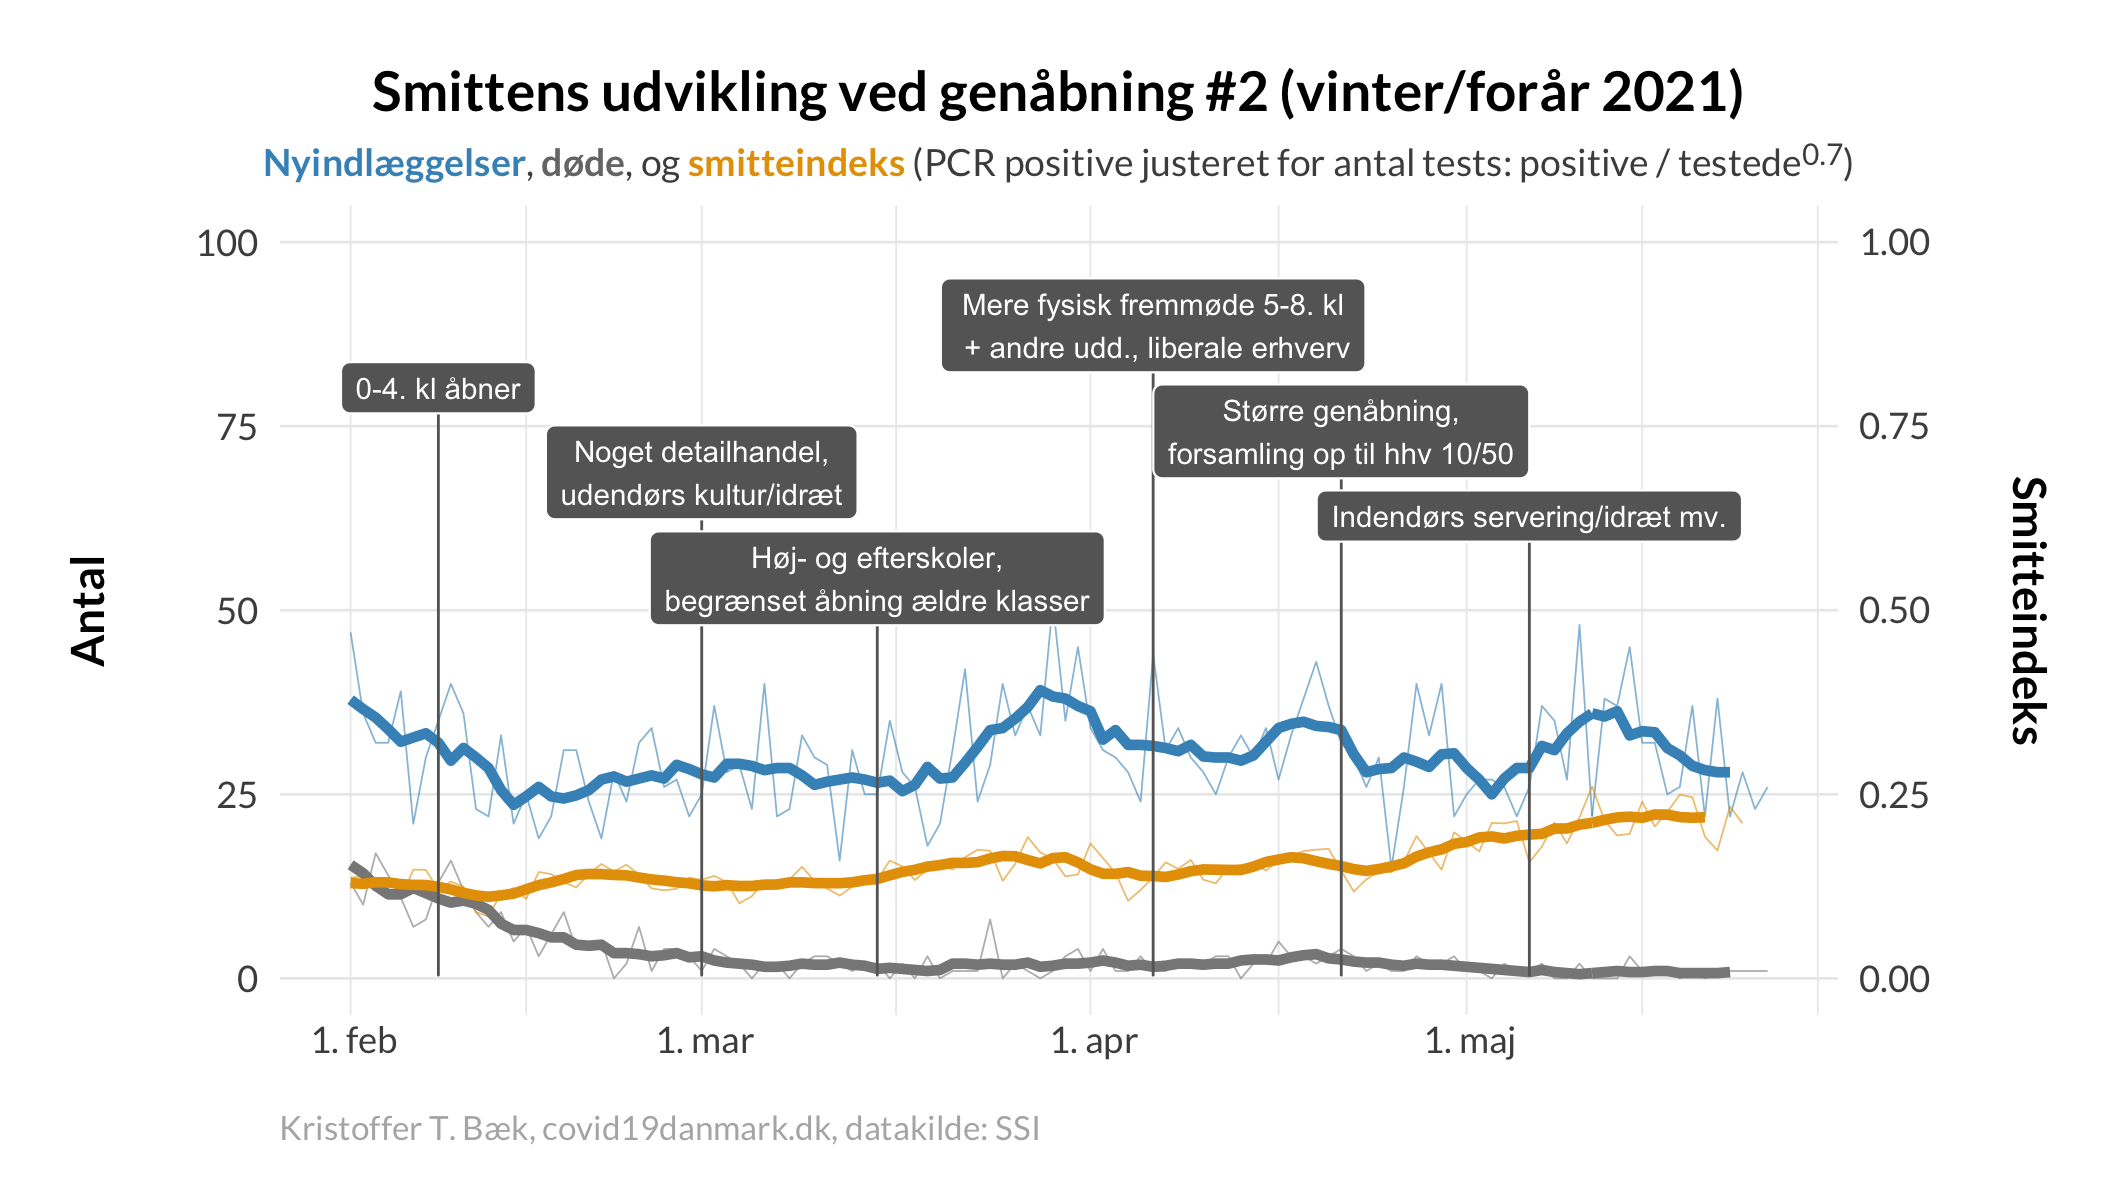 Smittens udvikling ved genåbning #2 (vinter/forår 2021)
Nyindlæggelser, døde, og smitteindeks (PCR positive justeret for antal tests: positive / testede^0.7)
100
75
50
25
0
Antal
1.00
0.75
0.50
0.25
0.00
Smitteindeks
0-4. kl åbner
Noget detailhandel,
udendørs kultur/idræt
Høj- og efterskoler,
begrænset åbning ældre klasser
Mere fysisk fremmøde 5-8. kl
+ andre udd., liberale erhverv
Større genåbning,
forsamling op til hhv 10/50
Indendørs servering/idræt mv.
1. feb
1. mar
1. apr
1. maj
Kristoffer T. Bæk, covid19danmark.dk, datakilde: SSI